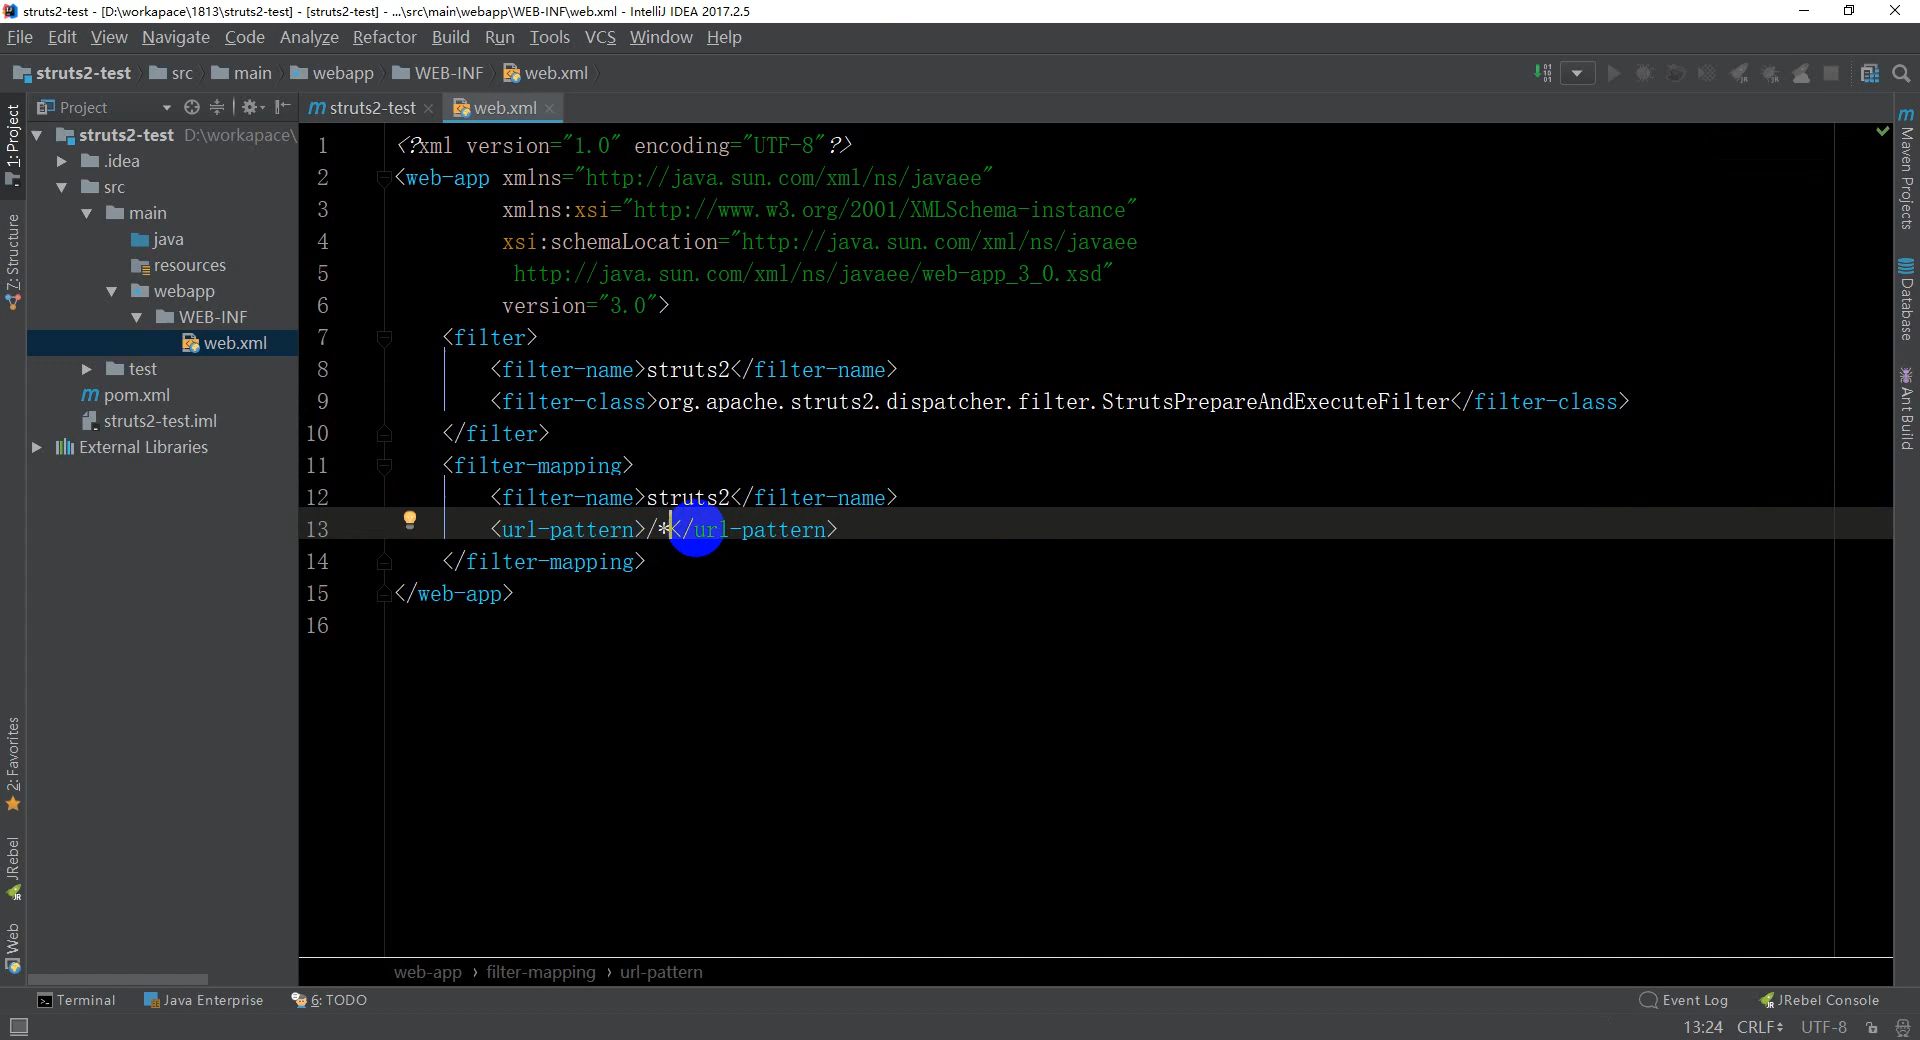 struts2-test - [D:\workapace\1813\struts2-test] - [struts2-test] - ...\src\main\webapp\WEB-INF\web.xml - IntelliJ IDEA 2017.2.5
File Edit View Navigate Code Analyze Refactor Build Run Tools VCS Window Help
struts2-test src main webapp WEB-INF web.xml
Project
struts2-test
web.xml
1: Project
7: Structure
2: Favorites
JRebel
Web
struts2-test D:\workapace\
.idea
src
main
java
resources
webapp
WEB-INF
web.xml
test
pom.xml
struts2-test.iml
External Libraries
1 <?xml version="1.0" encoding="UTF-8"?>
2 <web-app xmlns="http://java.sun.com/xml/ns/javaee"
3 xmlns:xsi="http://www.w3.org/2001/XMLSchema-instance"
4 xsi:schemaLocation="http://java.sun.com/xml/ns/javaee
5 http://java.sun.com/xml/ns/javaee/web-app_3_0.xsd"
6 version="3.0">
7 <filter>
8 <filter-name>struts2</filter-name>
9 <filter-class>org.apache.struts2.dispatcher.filter.StrutsPrepareAndExecuteFilter</filter-class>
10 </filter>
11 <filter-mapping>
12 <filter-name>struts2</filter-name>
13 <url-pattern>/*</url-pattern>
14 </filter-mapping>
15 </web-app>
16
Maven Projects
Database
Ant Build
web-app › filter-mapping › url-pattern
Terminal Java Enterprise 6: TODO Event Log JRebel Console
13:24 CRLF UTF-8